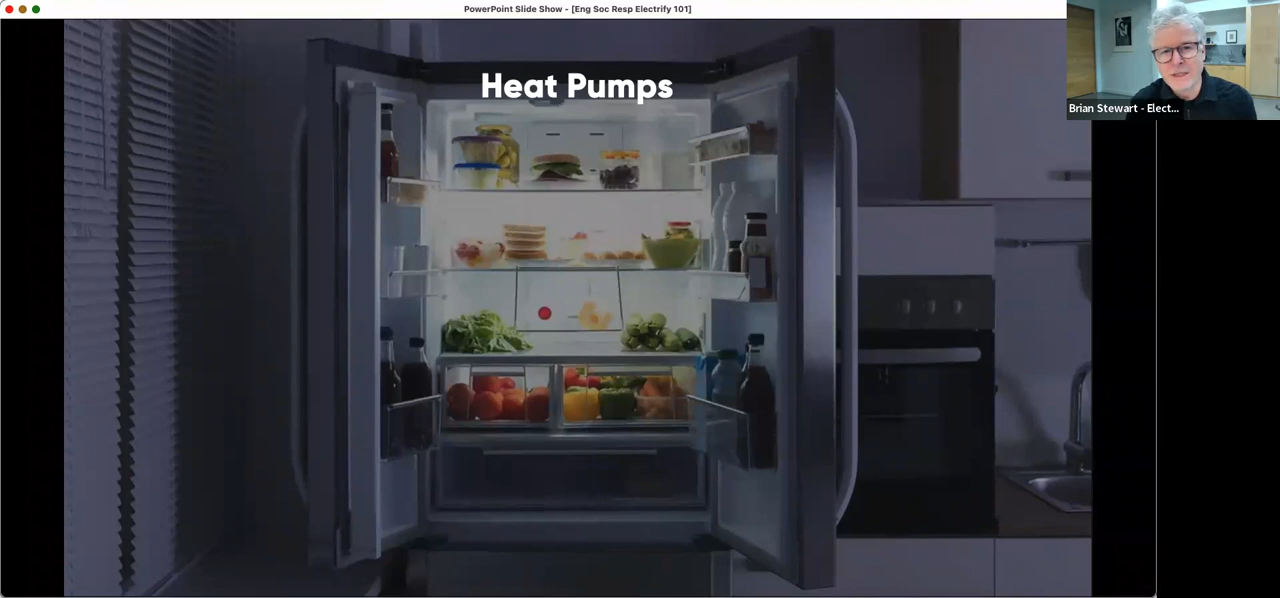 PowerPoint Slide Show - [Eng Soc Resp Electrify 101]
Heat Pumps
Brian Stewart - Elect...